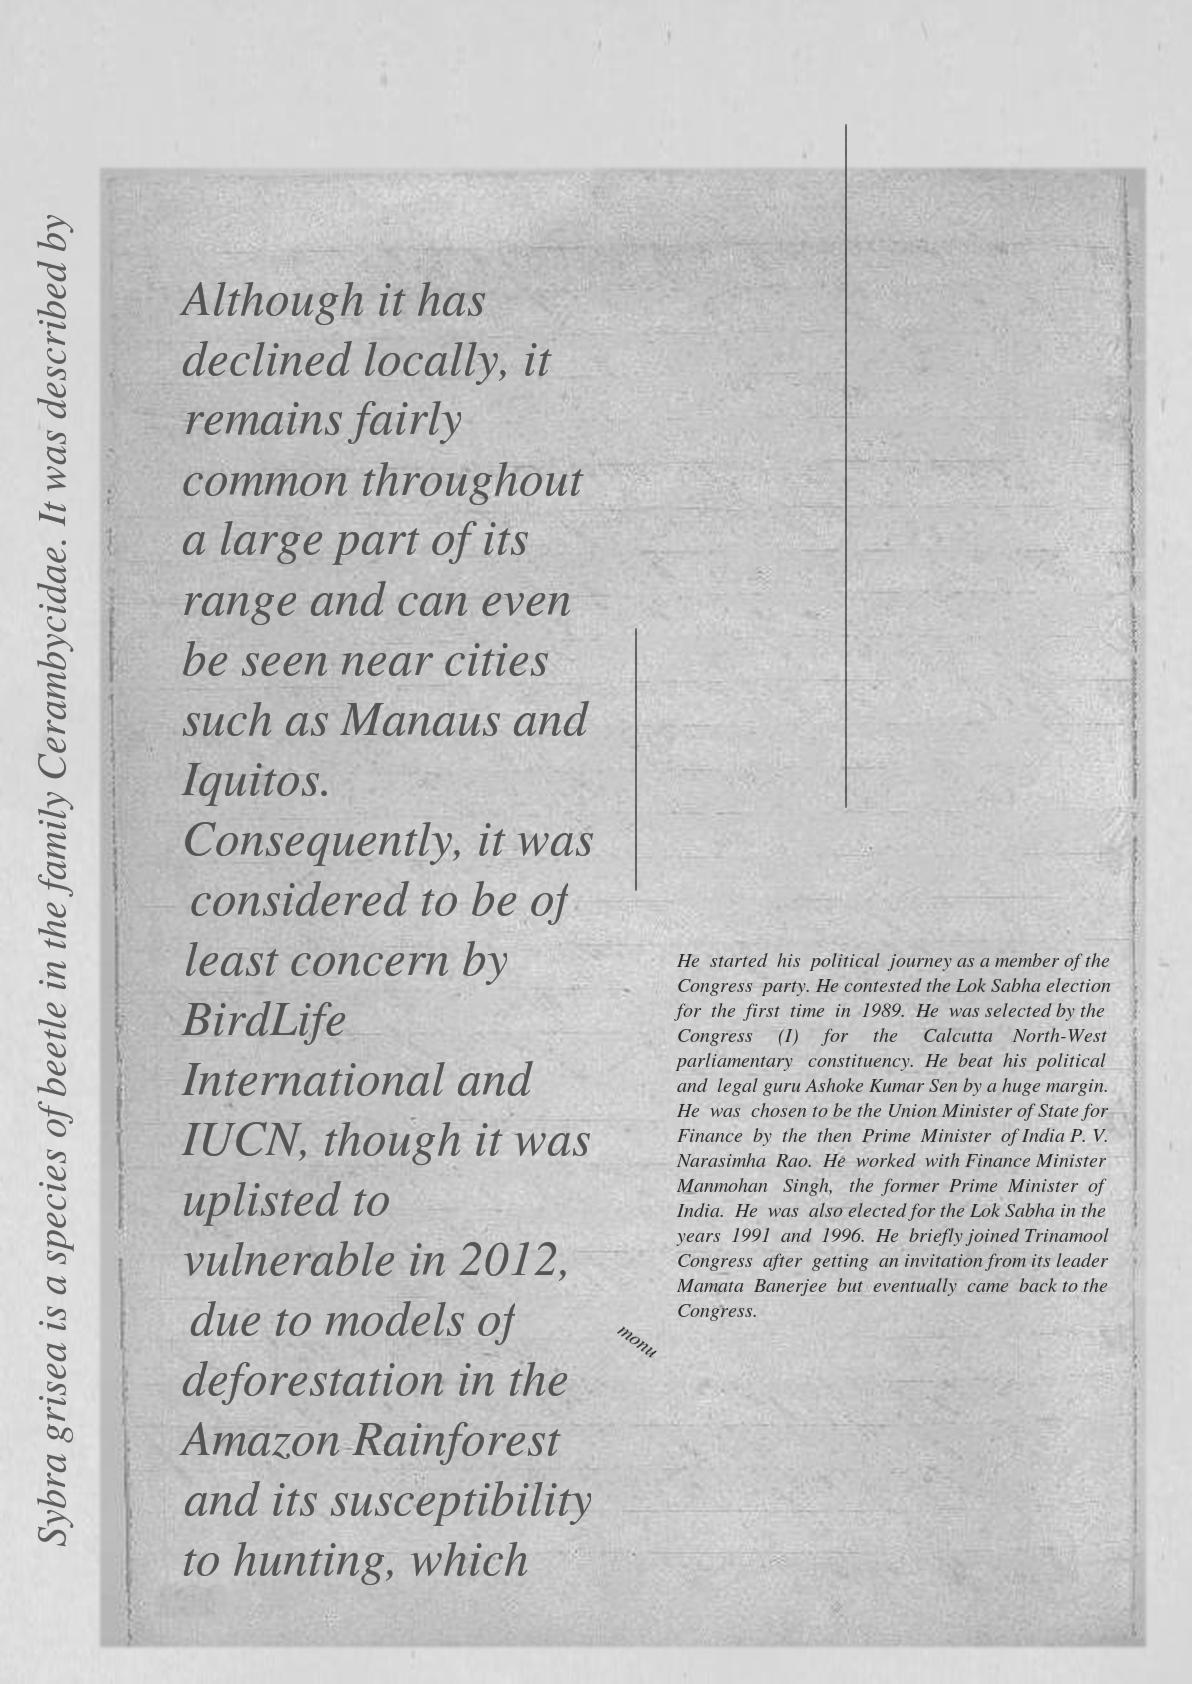 Sybra grisea is a species of beetle in the family Cerambycidae. It was described by
Although it has
declined locally, it
remains fairly
common throughout
a large part of its
range and can even
be seen near cities
such as Manaus and
Iquitos.
Consequently, it was
considered to be of
least concern by
BirdLife
International and
IUCN, though it was
uplisted to
vulnerable in 2012,
due to models of
deforestation in the
Amazon Rainforest
and its susceptibility
to hunting, which
He started his political journey as a member of the
Congress party. He contested the Lok Sabha election
for the first time in 1989. He was selected by the
Congress (I) for the Calcutta North-West
parliamentary constituency. He beat his political
and legal guru Ashoke Kumar Sen by a huge margin.
He was chosen to be the Union Minister of State for
Finance by the then Prime Minister of India P. V.
Narasimha Rao. He worked with Finance Minister
Manmohan Singh, the former Prime Minister of
India. He was also elected for the Lok Sabha in the
years 1991 and 1996. He briefly joined Trinamool
Congress after getting an invitation from its leader
Mamata Banerjee but eventually came back to the
Congress.
monu